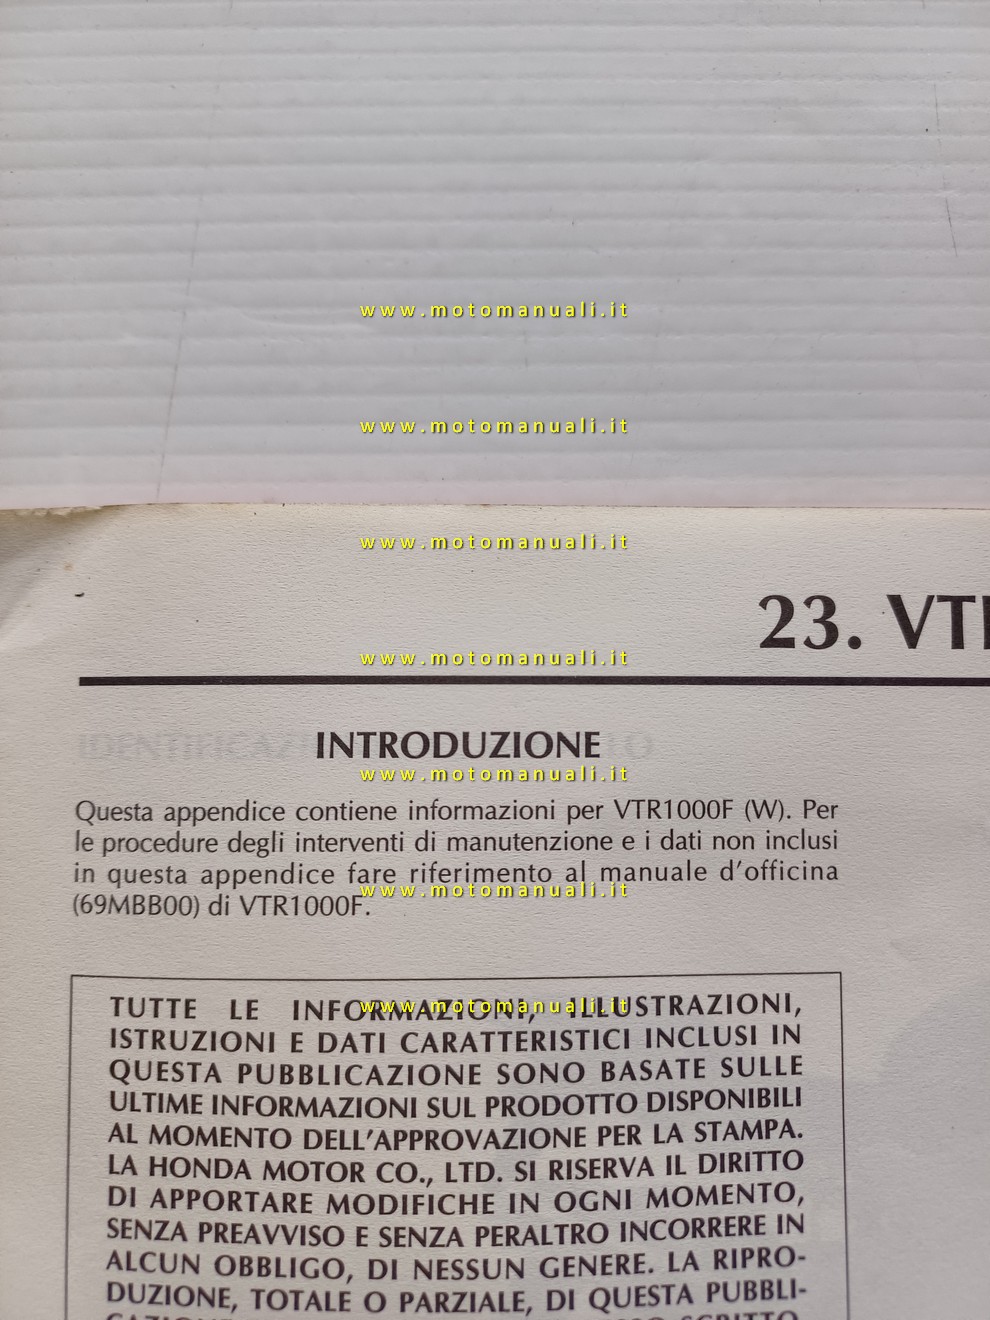 www.motomanuali.it
www.motomanuali.it
www.motomanuali.it
23. VT
www.motomanuali.it
INTRODUZIONE
www.motomanuali.it
Questa appendice contiene informazioni per VTR1000F (W). Per
le procedure degli interventi di manutenzione e i dati non inclusi
in questa appendice fare riferimento al manuale d'officina
www.motomanuali.it
(69MBB00) di VTR1000F.
TUTTE LE INFORMAZIONI, ILLUSTRAZIONI,
www.motomanuali.it
ISTRUZIONI E DATI CARATTERISTICI INCLUSI IN
QUESTA PUBBLICAZIONE SONO BASATE SULLE
ULTIME INFORMAZIONI SUL PRODOTTO DISPONIBILI
AL MOMENTO DELL'APPROVAZIONE PER LA STAMPA.
LA HONDA MOTOR CO., LTD. SI RISERVA IL DIRITTO
DI APPORTARE MODIFICHE IN OGNI MOMENTO,
SENZA PREAVVISO E SENZA PERALTRO INCORRERE IN
ALCUN OBBLIGO, DI NESSUN GENERE. LA RIPRO-
DUZIONE, TOTALE O PARZIALE, DI QUESTA PUBBLI-